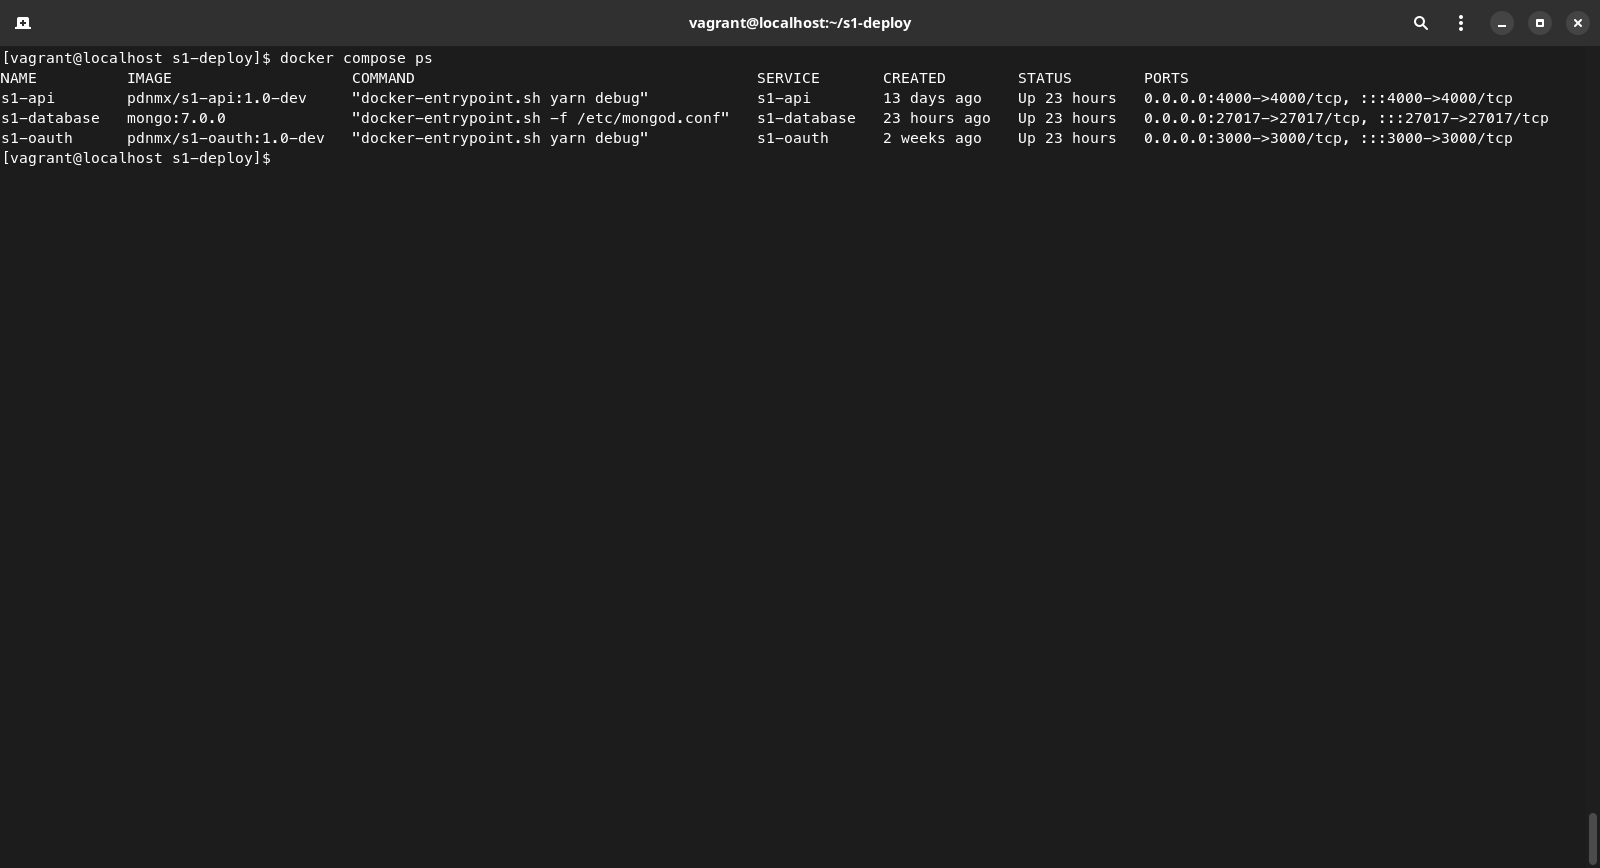 vagrant@localhost:~/s1-deploy
[vagrant@localhost s1-deploy]$ docker compose ps
NAME          IMAGE                    COMMAND                                      SERVICE       CREATED         STATUS        PORTS
s1-api        pdnmx/s1-api:1.0-dev     "docker-entrypoint.sh yarn debug"            s1-api        13 days ago     Up 23 hours   0.0.0.0:4000->4000/tcp, :::4000->4000/tcp
s1-database   mongo:7.0.0              "docker-entrypoint.sh -f /etc/mongod.conf"   s1-database   23 hours ago    Up 23 hours   0.0.0.0:27017->27017/tcp, :::27017->27017/tcp
s1-oauth      pdnmx/s1-oauth:1.0-dev   "docker-entrypoint.sh yarn debug"            s1-oauth      2 weeks ago     Up 23 hours   0.0.0.0:3000->3000/tcp, :::3000->3000/tcp
[vagrant@localhost s1-deploy]$